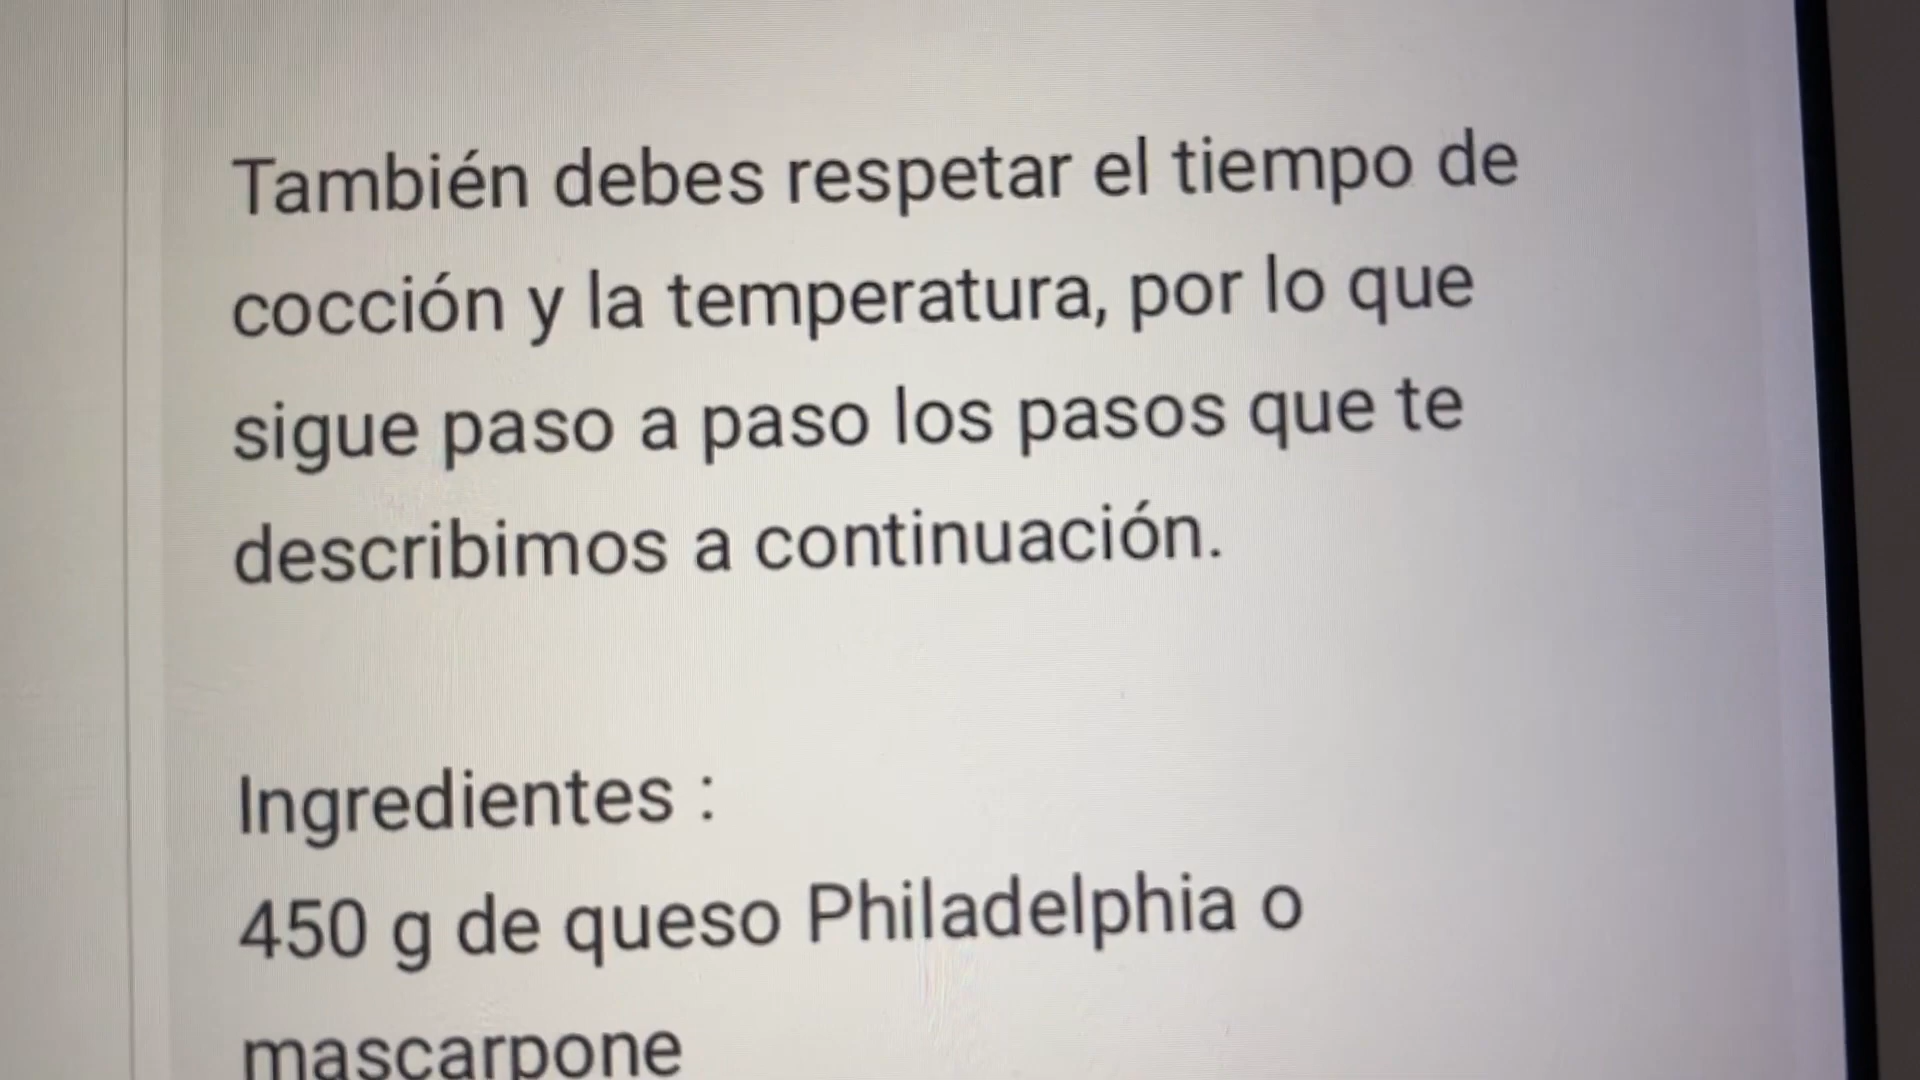 También debes respetar el tiempo de
cocción y la temperatura, por lo que
sigue paso a paso los pasos que te
describimos a continuación.
Ingredientes :
450 g de queso Philadelphia o
mascarpone